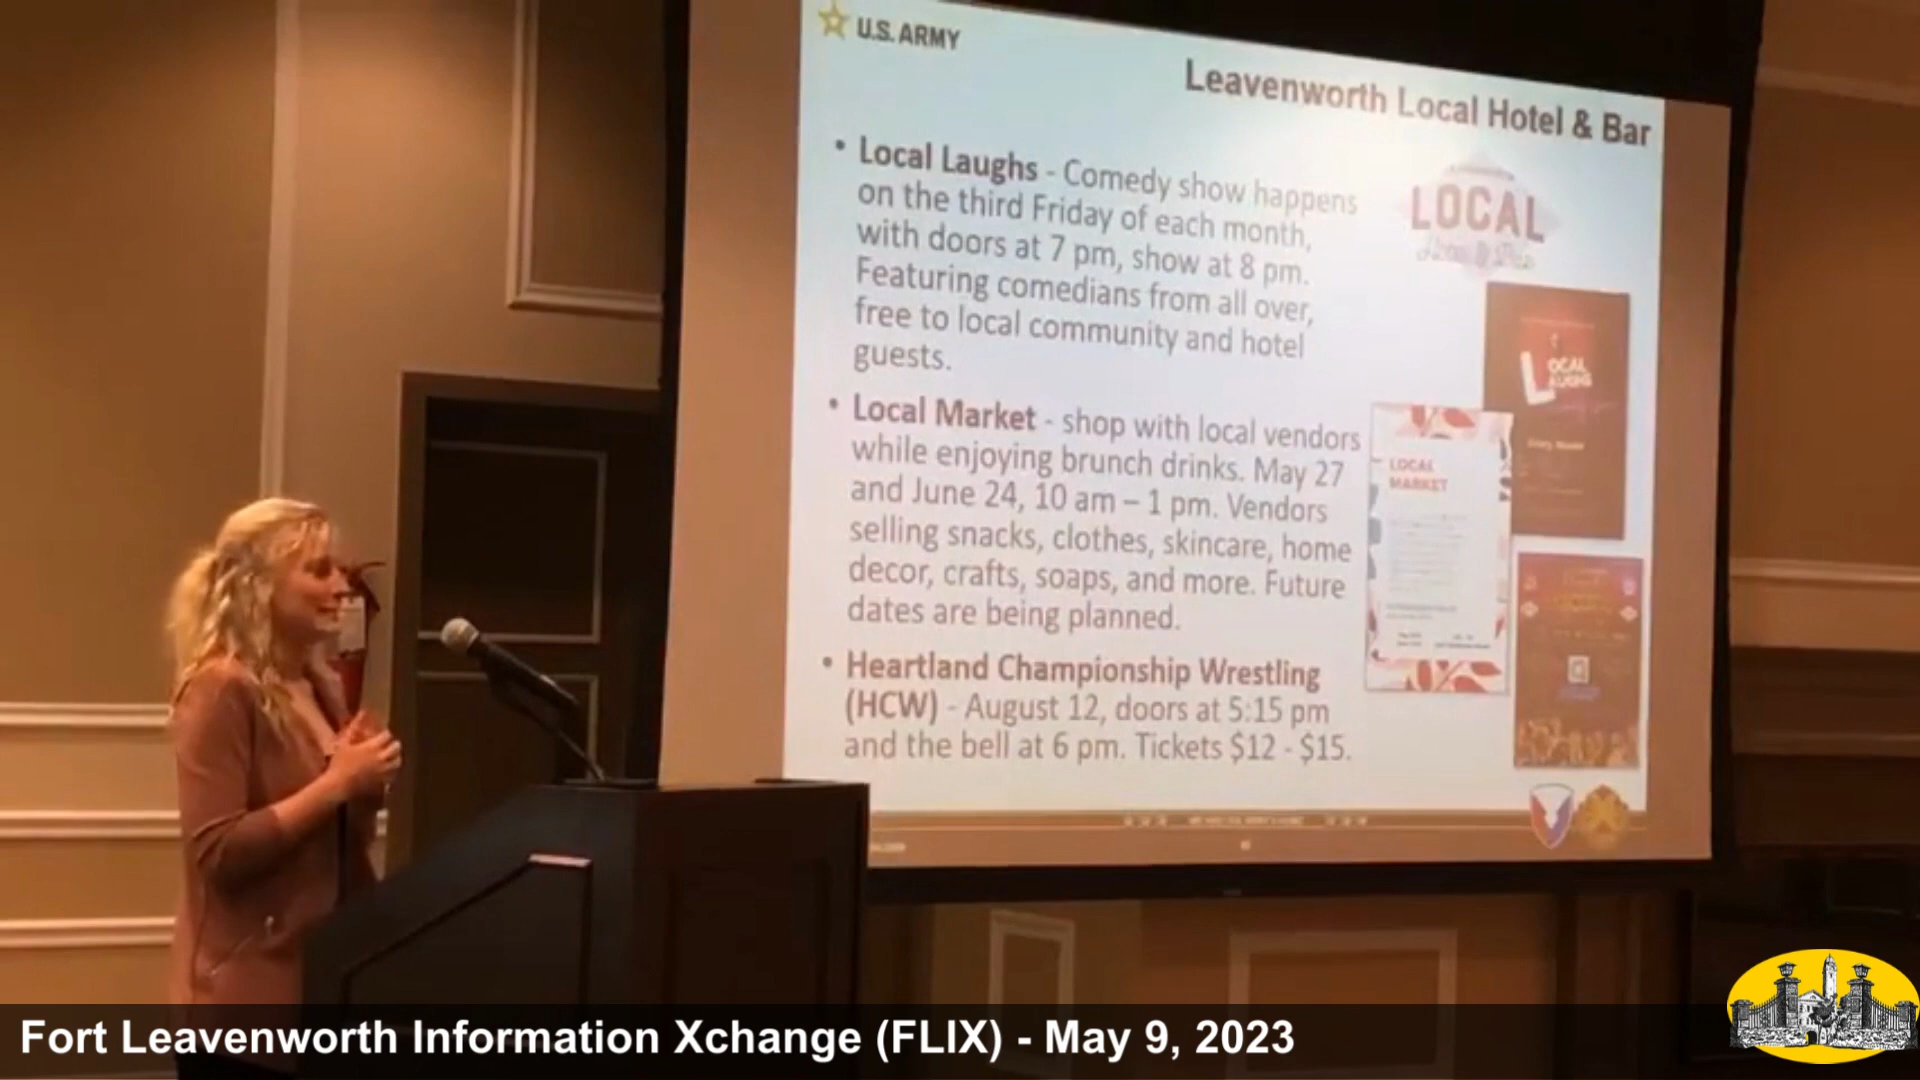 U.S. ARMY
Leavenworth Local Hotel & Bar
• Local Laughs - Comedy show happens
on the third Friday of each month,
with doors at 7 pm, show at 8 pm.
Featuring comedians from all over,
free to local community and hotel
guests.
• Local Market - shop with local vendors
while enjoying brunch drinks. May 27
and June 24, 10 am – 1 pm. Vendors
selling snacks, clothes, skincare, home
decor, crafts, soaps, and more. Future
dates are being planned.
• Heartland Championship Wrestling
(HCW) - August 12, doors at 5:15 pm
and the bell at 6 pm. Tickets $12 - $15.
LOCAL
LOCAL
LAUGHS
LOCAL
MARKET
Fort Leavenworth Information Xchange (FLIX) - May 9, 2023